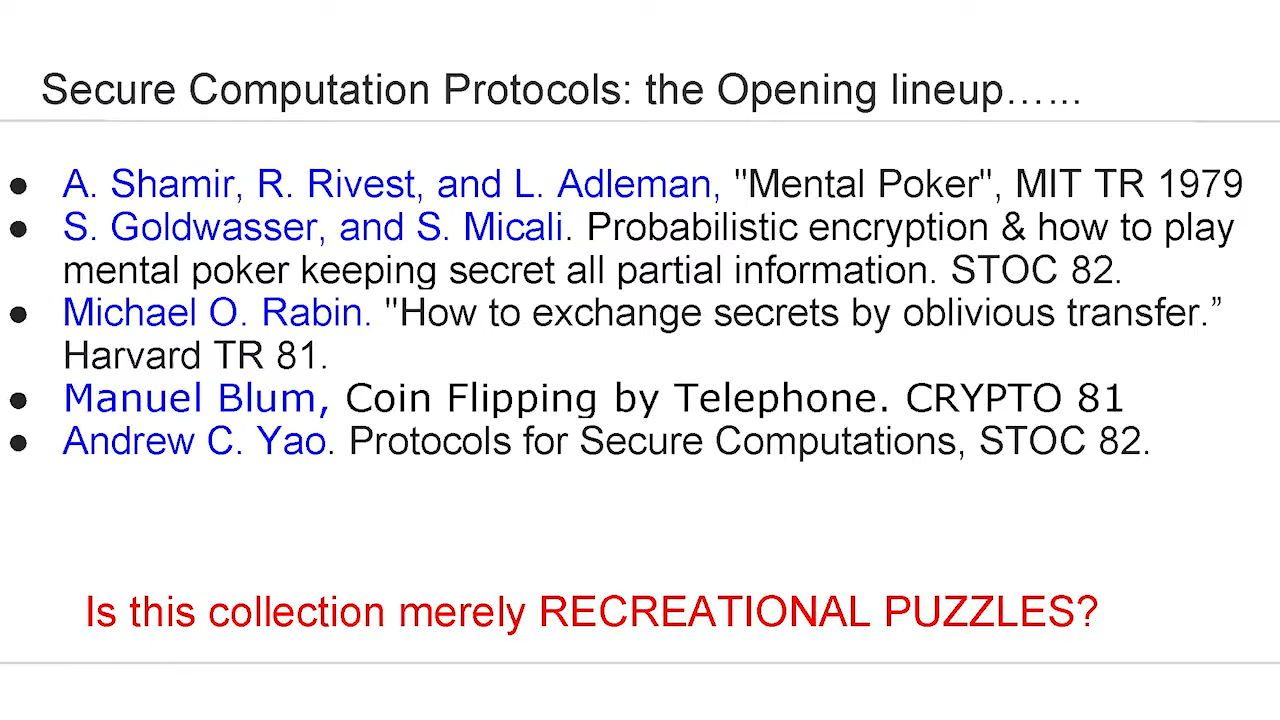 Secure Computation Protocols: the Opening lineup…...
● A. Shamir, R. Rivest, and L. Adleman, "Mental Poker", MIT TR 1979
● S. Goldwasser, and S. Micali. Probabilistic encryption & how to play
mental poker keeping secret all partial information. STOC 82.
● Michael O. Rabin. "How to exchange secrets by oblivious transfer.”
Harvard TR 81.
● Manuel Blum, Coin Flipping by Telephone. CRYPTO 81
● Andrew C. Yao. Protocols for Secure Computations, STOC 82.
Is this collection merely RECREATIONAL PUZZLES?